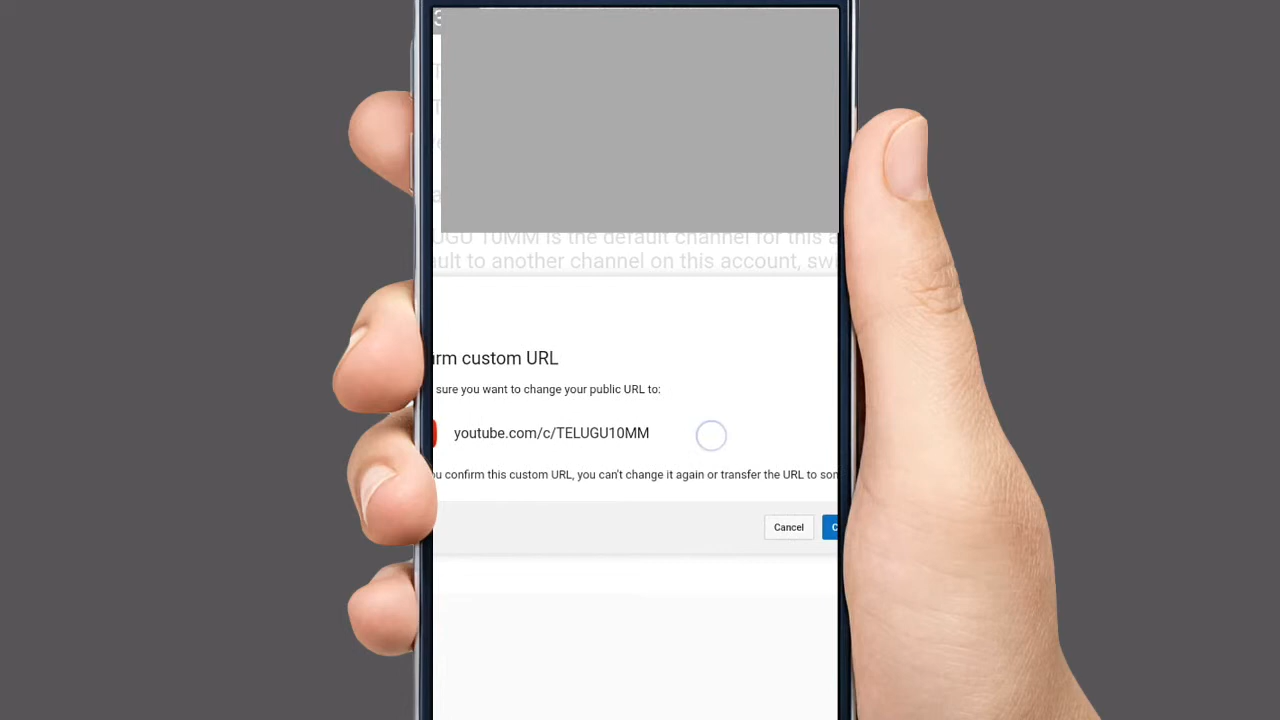 3
T
T
UGU 10MM is the default channel for this a
ault to another channel on this account, swi
rm custom URL
sure you want to change your public URL to:
youtube.com/c/TELUGU10MM
u confirm this custom URL, you can't change it again or transfer the URL to som
Cancel
C